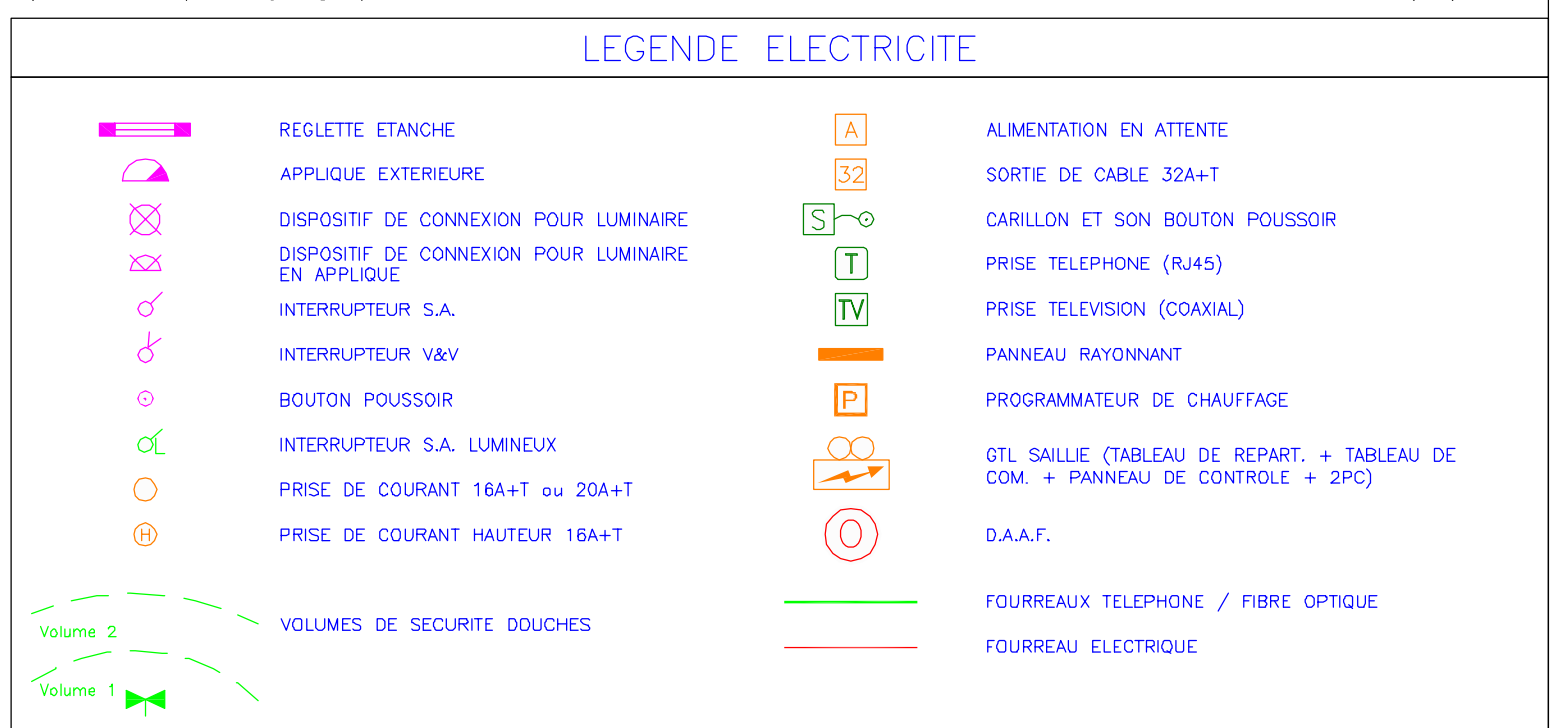 LEGENDE ELECTRICITE
REGLETTE ETANCHE
APPLIQUE EXTERIEURE
DISPOSITIF DE CONNEXION POUR LUMINAIRE
DISPOSITIF DE CONNEXION POUR LUMINAIRE
EN APPLIQUE
INTERRUPTEUR S.A.
INTERRUPTEUR V&V
BOUTON POUSSOIR
L INTERRUPTEUR S.A. LUMINEUX
PRISE DE COURANT 16A+T ou 20A+T
H PRISE DE COURANT HAUTEUR 16A+T
Volume 2
VOLUMES DE SECURITE DOUCHES
Volume 1
A ALIMENTATION EN ATTENTE
32 SORTIE DE CABLE 32A+T
S CARILLON ET SON BOUTON POUSSOIR
T PRISE TELEPHONE (RJ45)
TV PRISE TELEVISION (COAXIAL)
PANNEAU RAYONNANT
P PROGRAMMATEUR DE CHAUFFAGE
GTL SAILLIE (TABLEAU DE REPART. + TABLEAU DE
COM. + PANNEAU DE CONTROLE + 2PC)
O D.A.A.F.
FOURREAUX TELEPHONE / FIBRE OPTIQUE
FOURREAU ELECTRIQUE